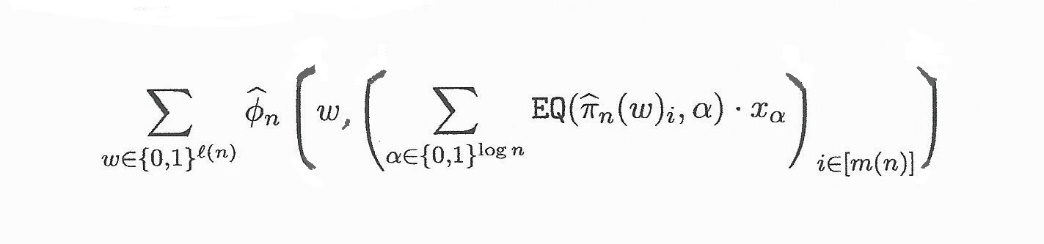 \sum_{w \in \{0,1\}^{\ell(n)}} \widehat{\phi}_n \left( w, \left( \sum_{\alpha \in \{0,1\}^{\log n}} \texttt{EQ}(\widehat{\pi}_n(w)_i, \alpha) \cdot x_\alpha \right)_{i \in [m(n)]} \right)